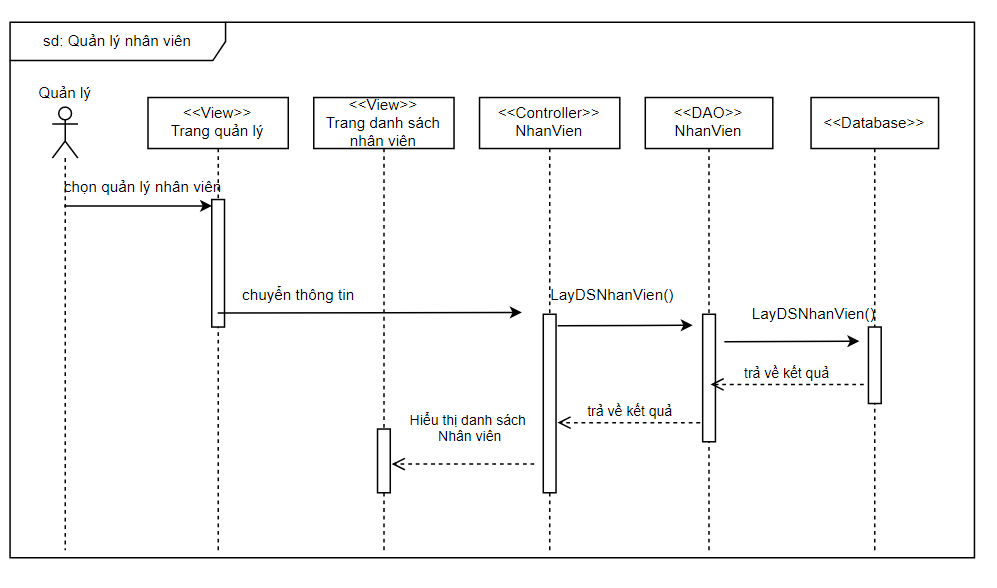 sd: Quản lý nhân viên
Quản lý
<<View>>
Trang quản lý
<<View>>
Trang danh sách
nhân viên
<<Controller>>
NhanVien
<<DAO>>
NhanVien
<<Database>>
chọn quản lý nhân viên
chuyển thông tin
LayDSNhanVien()
LayDSNhanVien()
trả về kết quả
trả về kết quả
Hiểu thị danh sách
Nhân viên